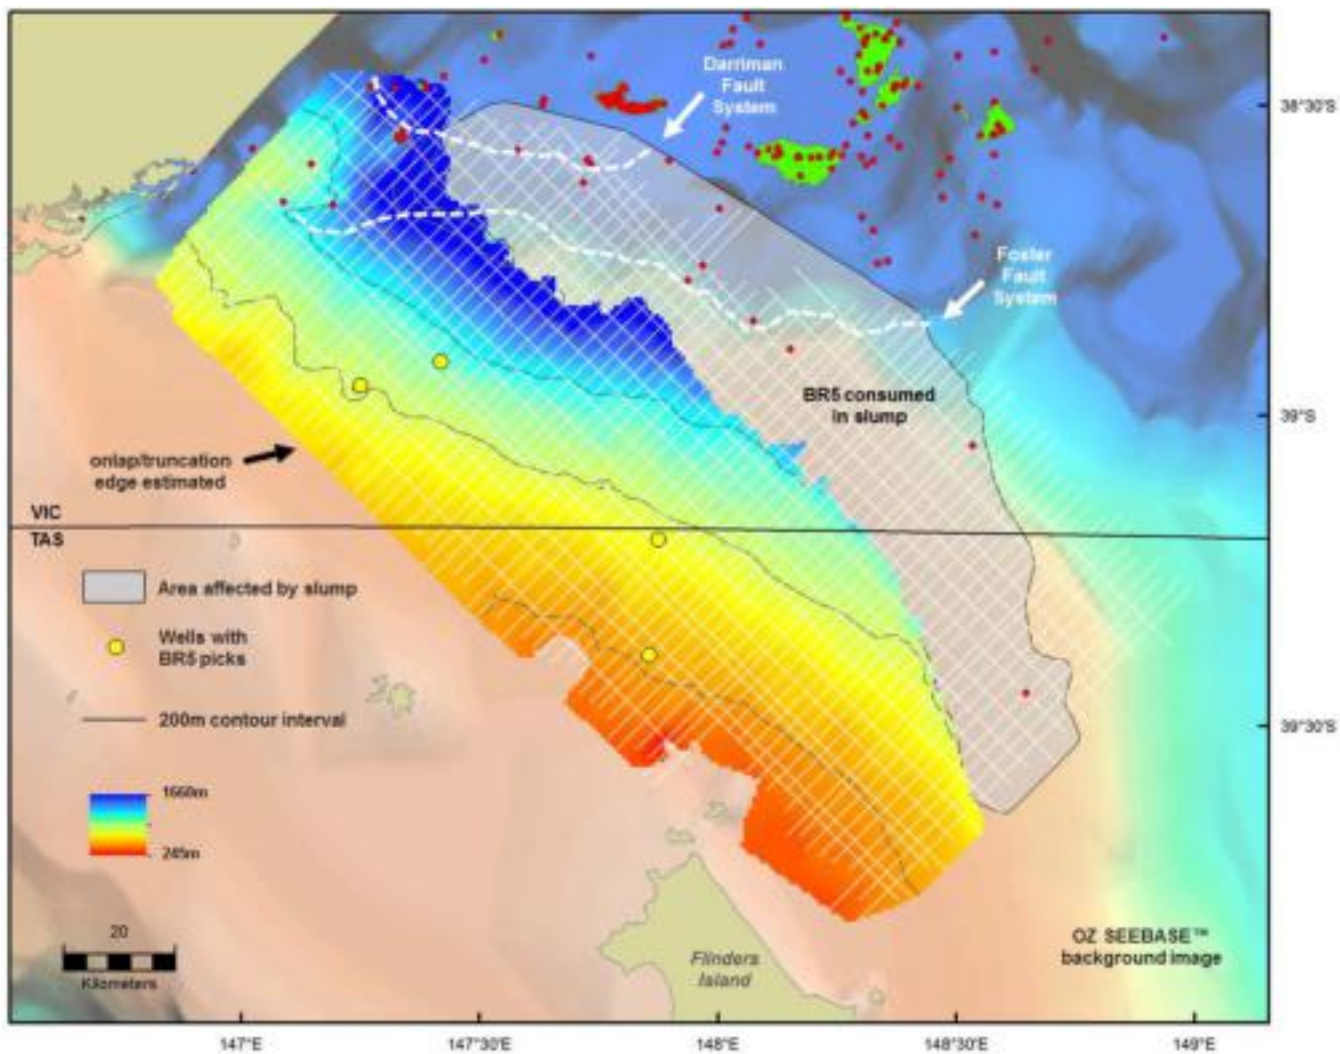 Darriman
Fault
System
38°30'S
Foster
Fault
System
BR5 consumed
in slump
39°S
onlap/truncation
edge estimated
VIC
TAS
Area affected by slump
Wells with
BR5 picks
200m contour interval
39°30'S
1660m
245m
20
Kilometers
Flinders
Island
OZ SEEBASE™
background image
147°E
147°30'E
148°E
148°30'E
149°E